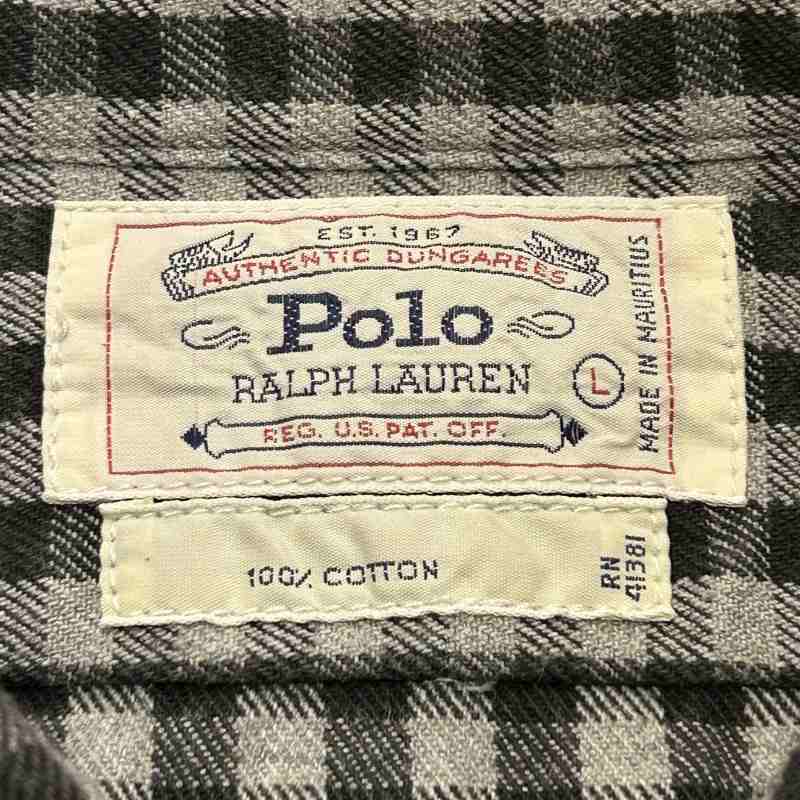 EST. 1967
AUTHENTIC DUNGAREES
Polo
RALPH LAUREN
L
REG. U.S. PAT. OFF.
MADE IN MAURITIUS
100% COTTON
RN
41381